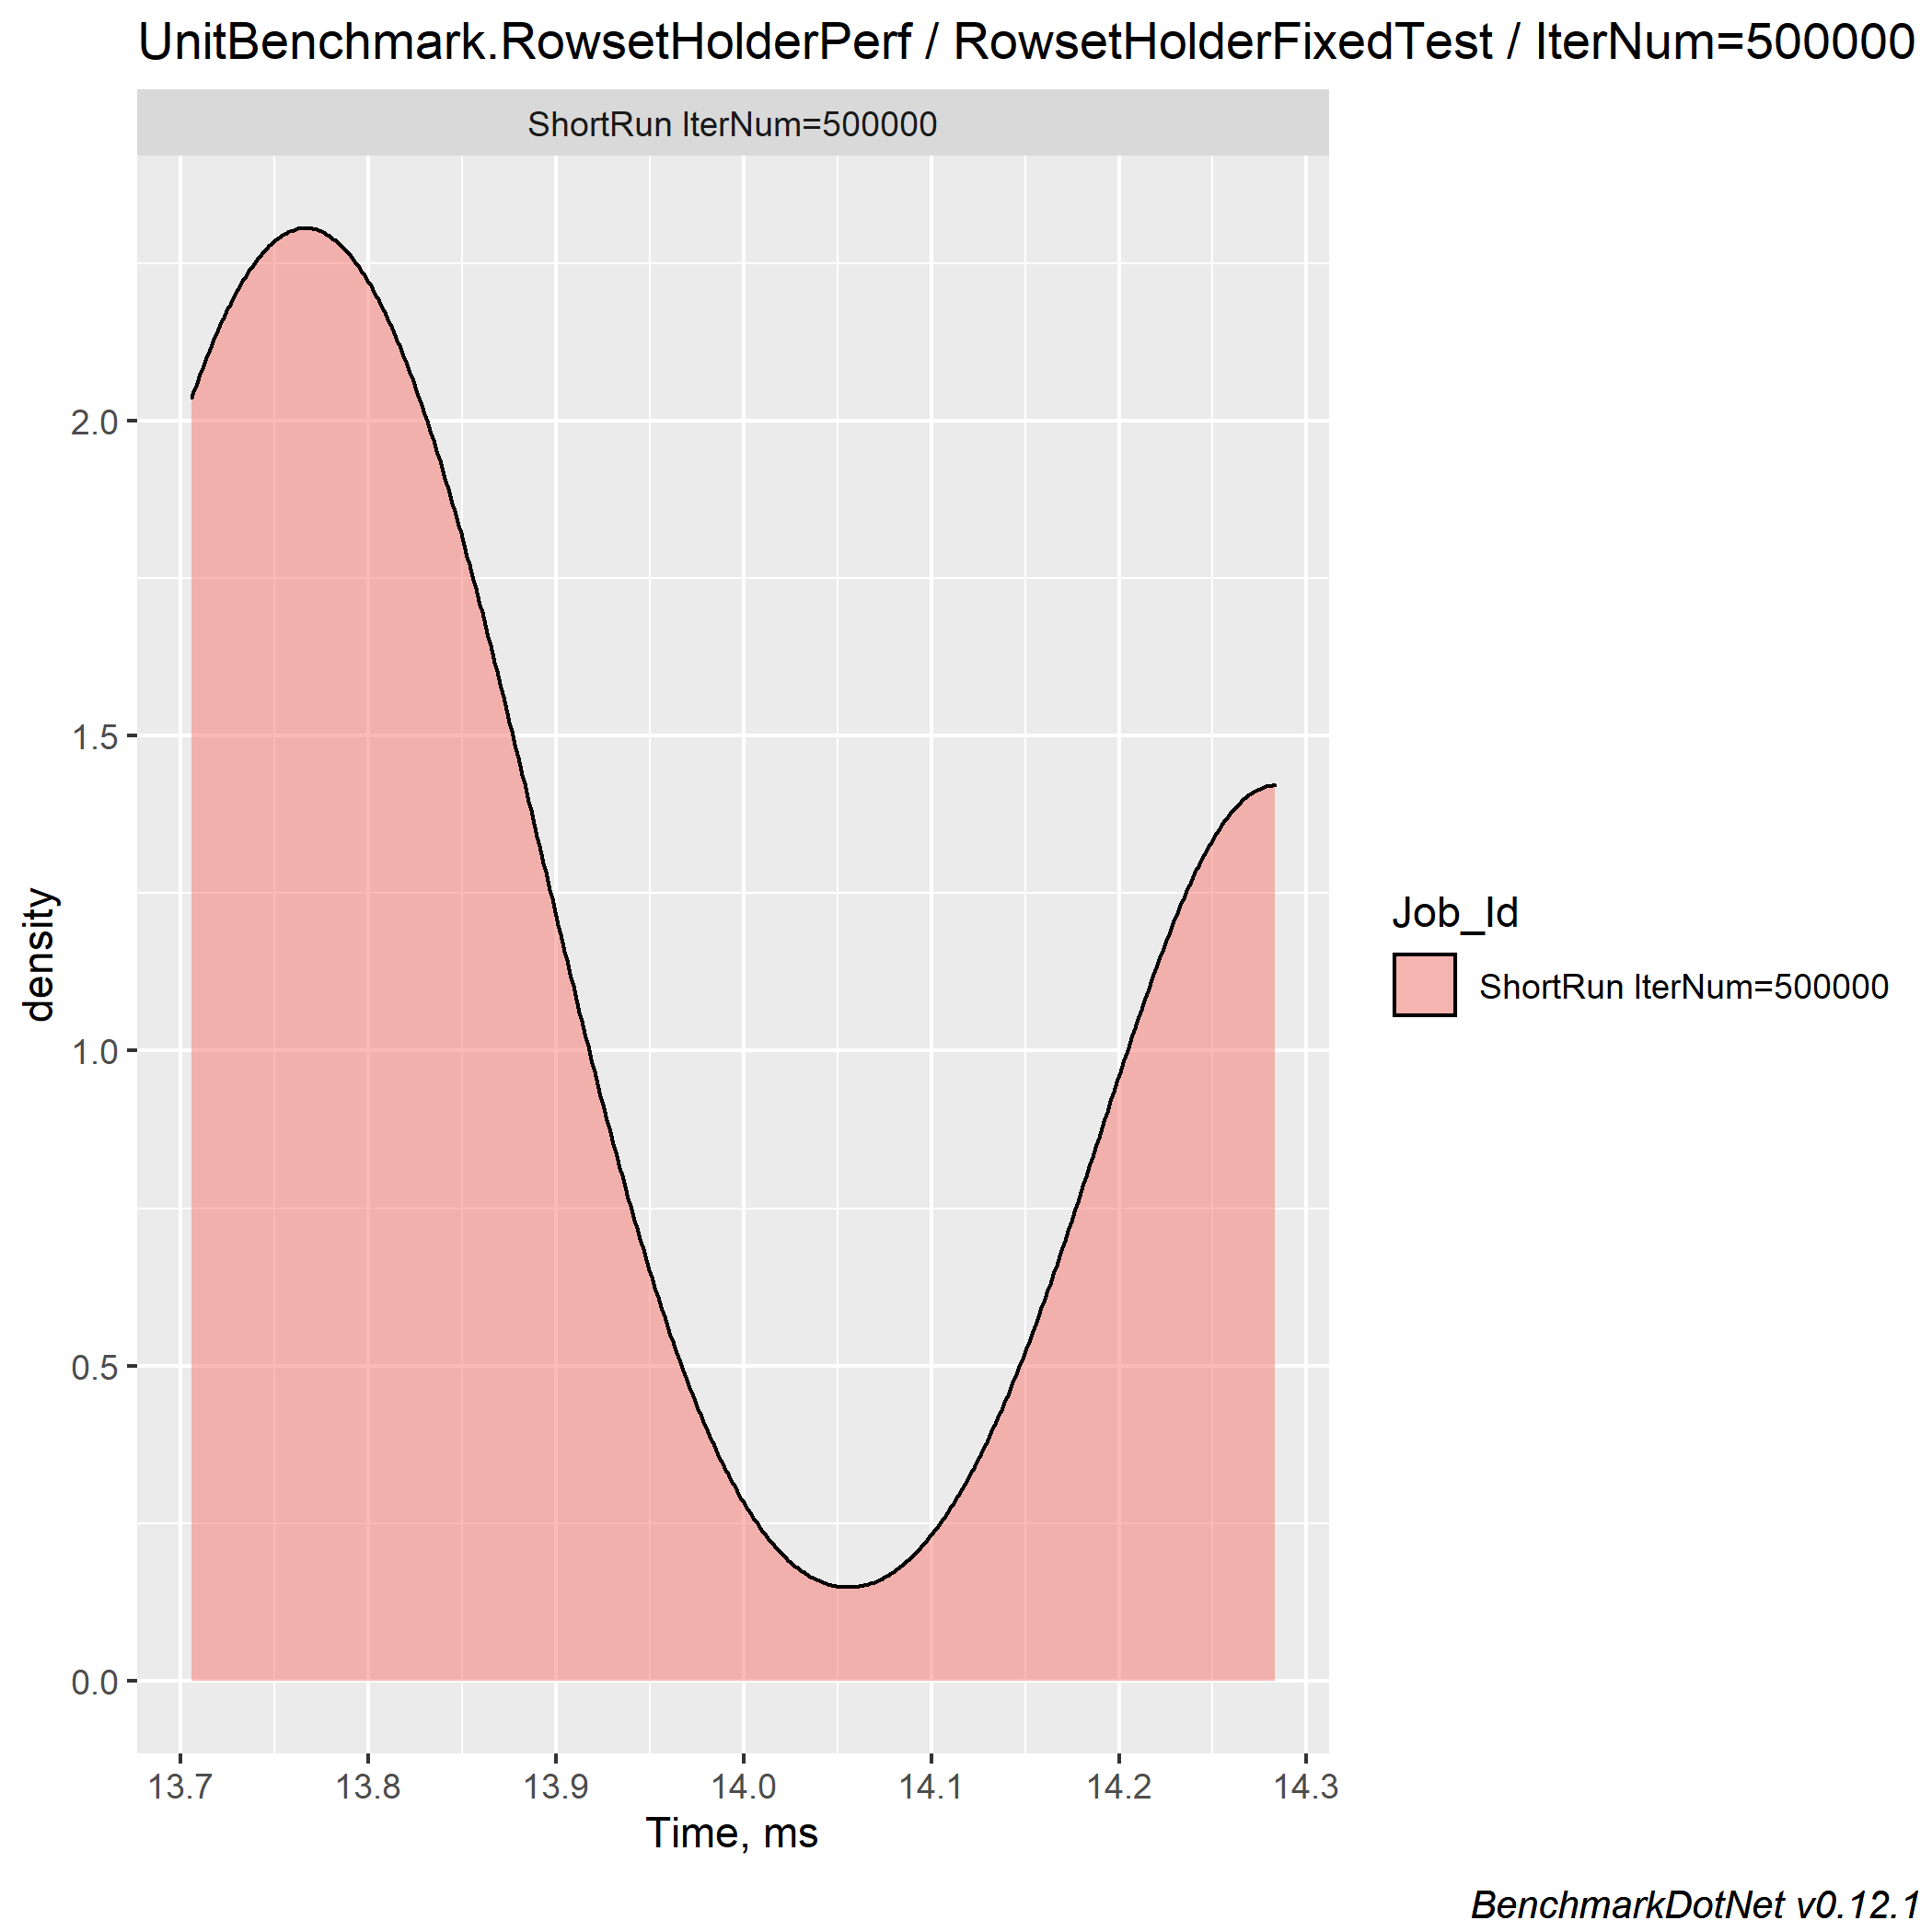 UnitBenchmark.RowsetHolderPerf / RowsetHolderFixedTest / IterNum=500000
ShortRun IterNum=500000
2.0
1.5
1.0
0.5
0.0
density
13.7 13.8 13.9 14.0 14.1 14.2 14.3
Time, ms
Job_Id
ShortRun IterNum=500000
BenchmarkDotNet v0.12.1